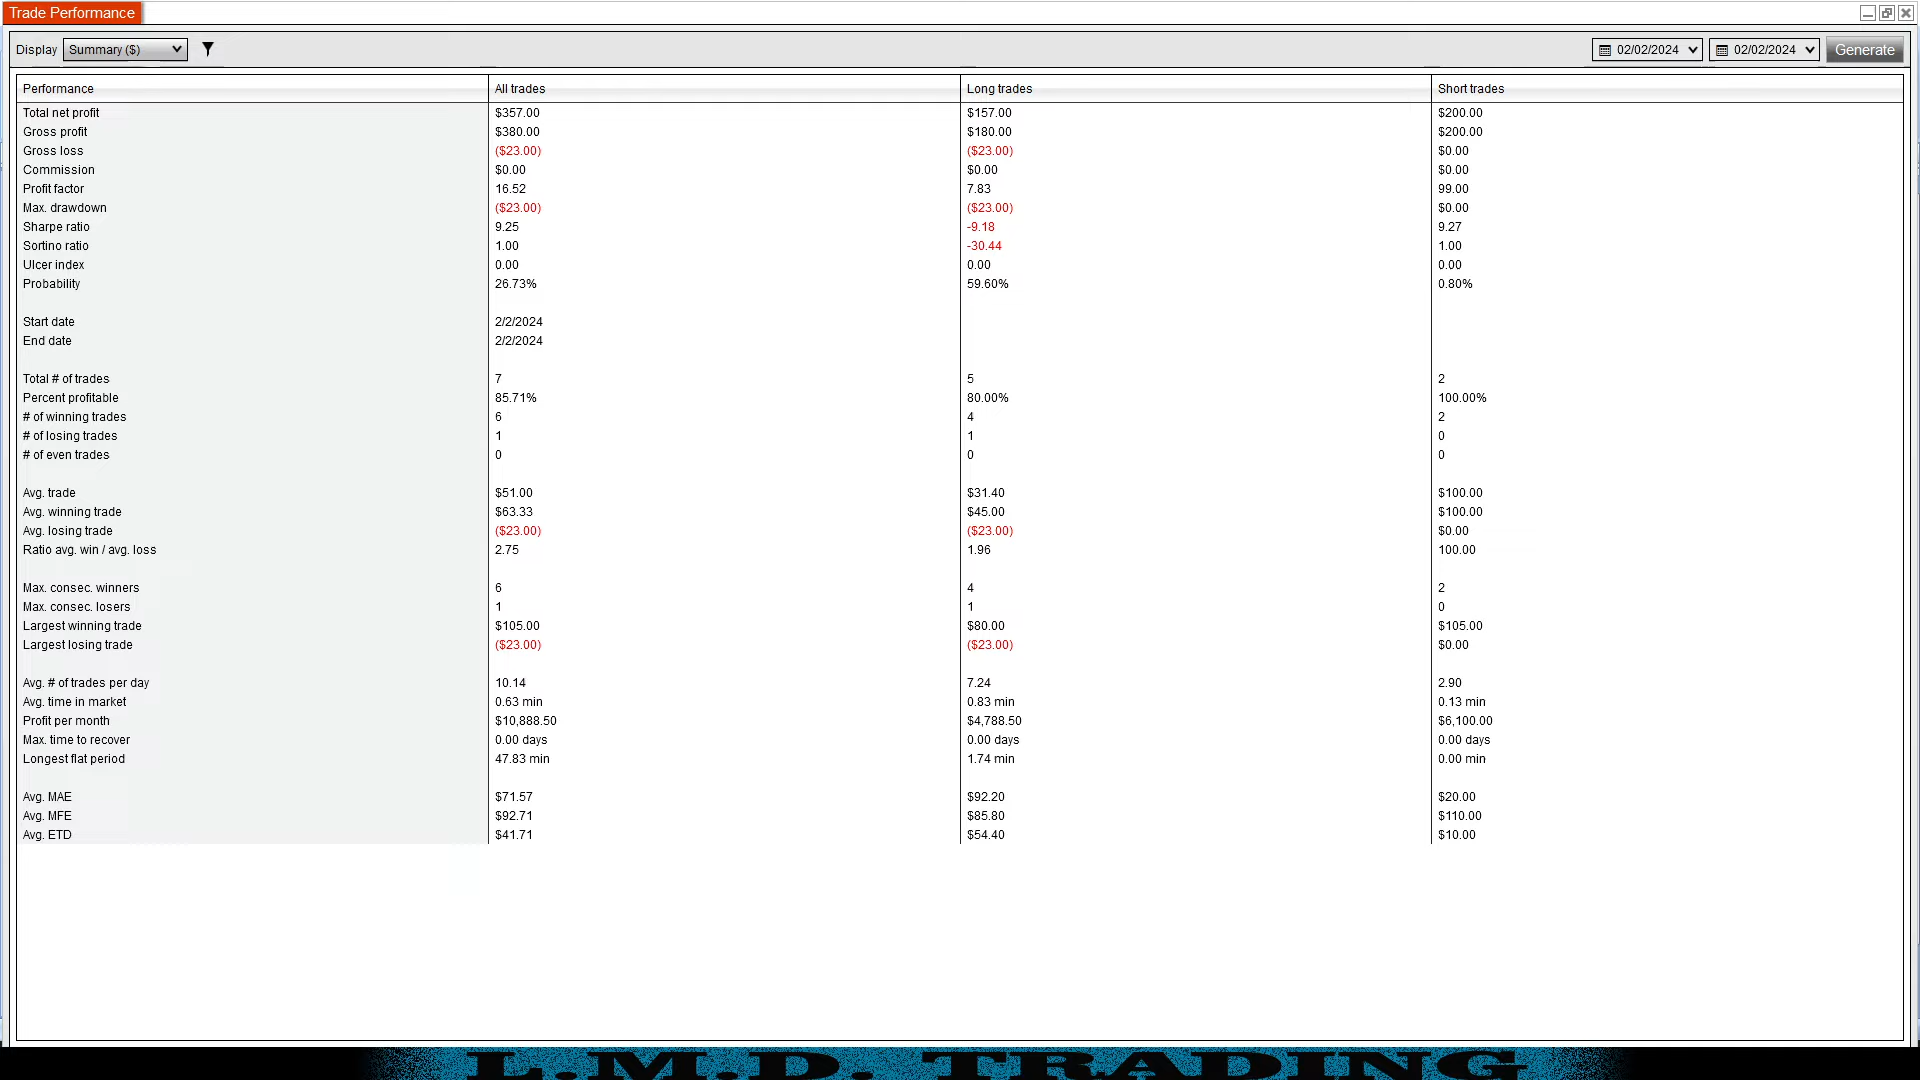 Trade Performance
Display Summary ($) 02/02/2024 02/02/2024 Generate
Performance All trades Long trades Short trades
Total net profit $357.00 $157.00 $200.00
Gross profit $380.00 $180.00 $200.00
Gross loss ($23.00) ($23.00) $0.00
Commission $0.00 $0.00 $0.00
Profit factor 16.52 7.83 99.00
Max. drawdown ($23.00) ($23.00) $0.00
Sharpe ratio 9.25 -9.18 9.27
Sortino ratio 1.00 -30.44 1.00
Ulcer index 0.00 0.00 0.00
Probability 26.73% 59.60% 0.80%
Start date 2/2/2024
End date 2/2/2024
Total # of trades 7 5 2
Percent profitable 85.71% 80.00% 100.00%
# of winning trades 6 4 2
# of losing trades 1 1 0
# of even trades 0 0 0
Avg. trade $51.00 $31.40 $100.00
Avg. winning trade $63.33 $45.00 $100.00
Avg. losing trade ($23.00) ($23.00) $0.00
Ratio avg. win / avg. loss 2.75 1.96 100.00
Max. consec. winners 6 4 2
Max. consec. losers 1 1 0
Largest winning trade $105.00 $80.00 $105.00
Largest losing trade ($23.00) ($23.00) $0.00
Avg. # of trades per day 10.14 7.24 2.90
Avg. time in market 0.63 min 0.83 min 0.13 min
Profit per month $10,888.50 $4,788.50 $6,100.00
Max. time to recover 0.00 days 0.00 days 0.00 days
Longest flat period 47.83 min 1.74 min 0.00 min
Avg. MAE $71.57 $92.20 $20.00
Avg. MFE $92.71 $85.80 $110.00
Avg. ETD $41.71 $54.40 $10.00
L.M.D. TRADING